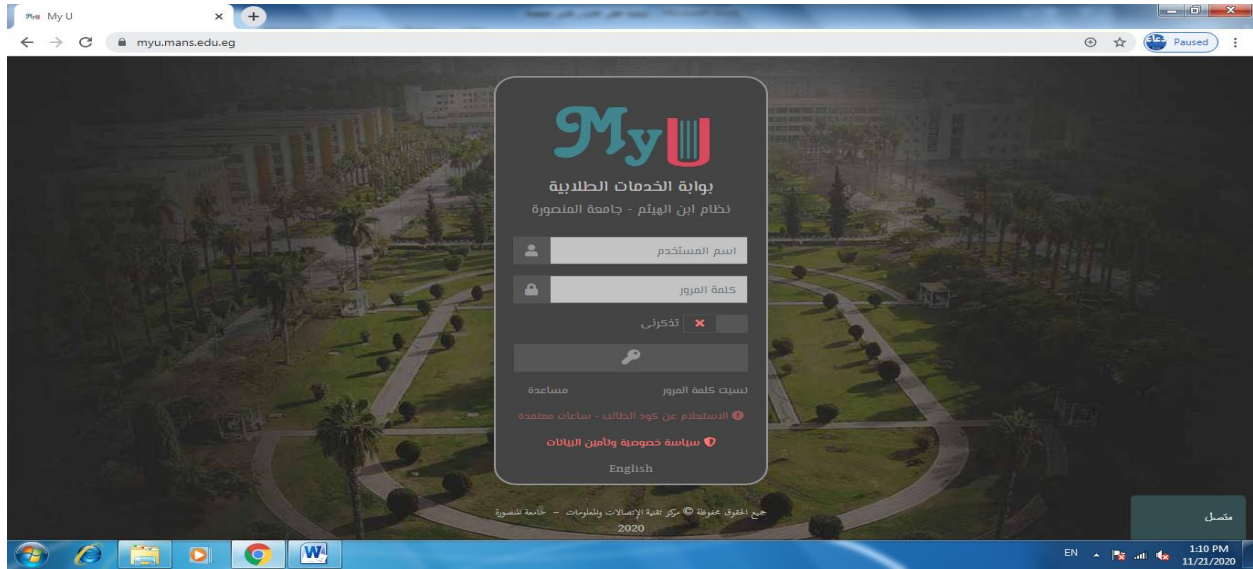 My U
myu.mans.edu.eg
Paused
MyU
بوابة الخدمات الطلابية
نظام ابن الهيثم - جامعة المنصورة
اسم المستخدم
كلمة المرور
تذكرنى
نسيت كلمة المرور
مساعدة
الاستعلام عن كود الطالب - ساعات معتمدة
سياسة خصوصية وتأمين البيانات
English
جميع الحقوق محفوظة © مركز تقنية الإتصالات والمعلومات - جامعة المنصورة
2020
متصل
EN
1:10 PM
11/21/2020